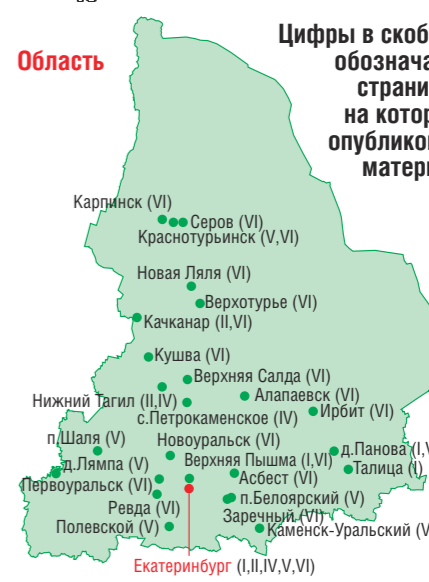 Область
Цифры в скоб
обознача
страни
на котор
опубликов
матери
Карпинск (VI)
Серов (VI)
Краснотурьинск (V,VI)
Новая Ляля (VI)
Верхотурье (VI)
Качканар (II,VI)
Кушва (VI)
Верхняя Салда (VI)
Нижний Тагил (II,IV)
Алапаевск (VI)
с.Петрокаменское (IV)
Ирбит (VI)
п.Шаля (V)
Новоуральск (VI)
д.Панова (I,V
д.Лямпа (V)
Верхняя Пышма (I,VI)
Талица (I)
Первоуральск (VI)
Асбест (VI)
Ревда (VI)
п.Белоярский (V)
Заречный (VI)
Полевской (V)
Каменск-Уральский (V
Екатеринбург (I,II,IV,V,VI)